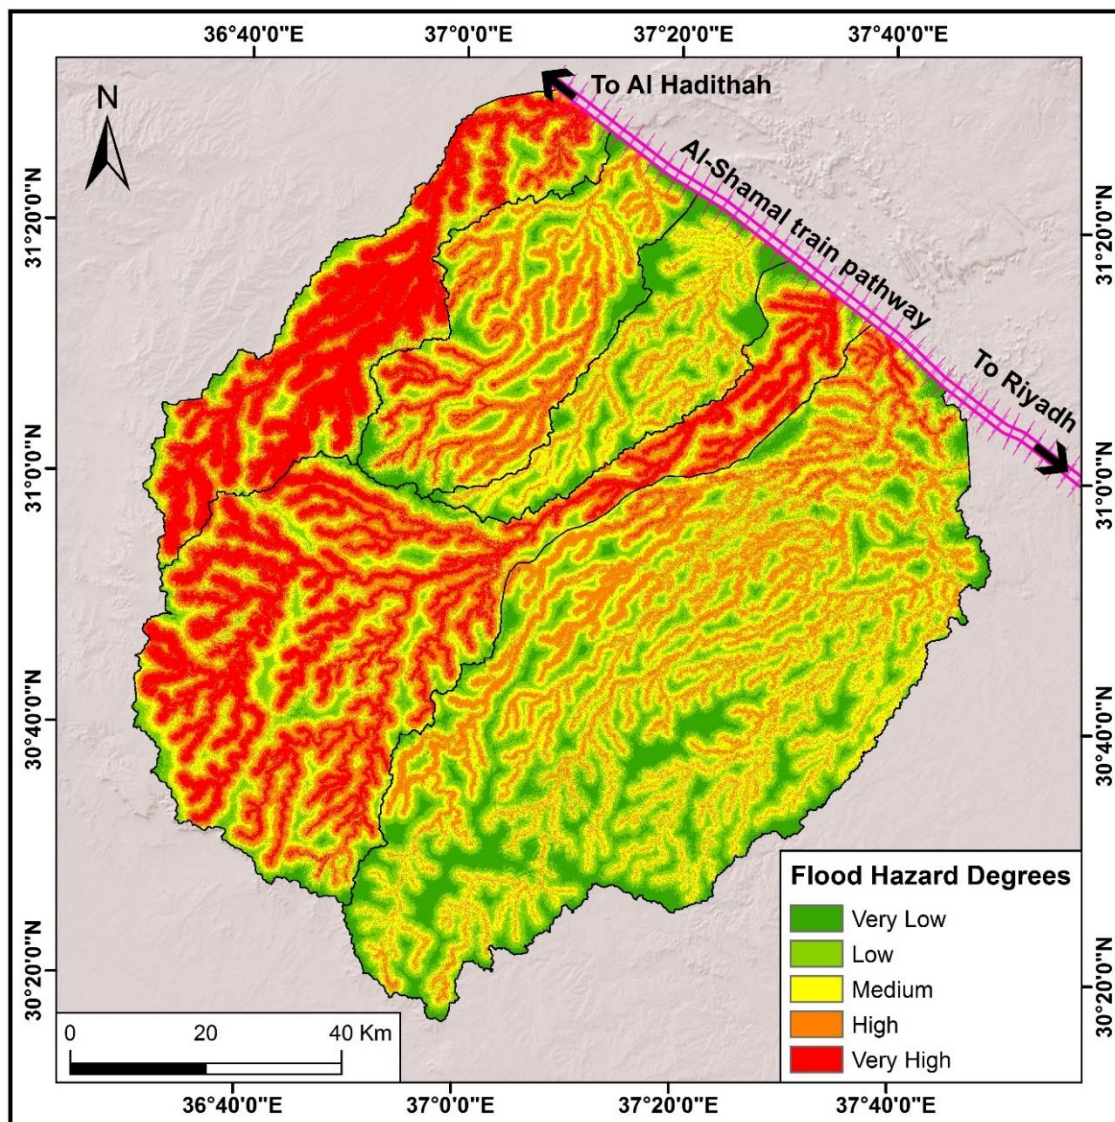 36°40'0"E 37°0'0"E 37°20'0"E 37°40'0"E
N
To Al Hadithah
Al-Shamal train pathway
To Riyadh
31°20'0"N
31°0'0"N
30°40'0"N
30°20'0"N
31°20'0"N
31°0'0"N
30°40'0"N
30°20'0"N
Flood Hazard Degrees
Very Low
Low
Medium
High
Very High
0 20 40 Km
36°40'0"E 37°0'0"E 37°20'0"E 37°40'0"E